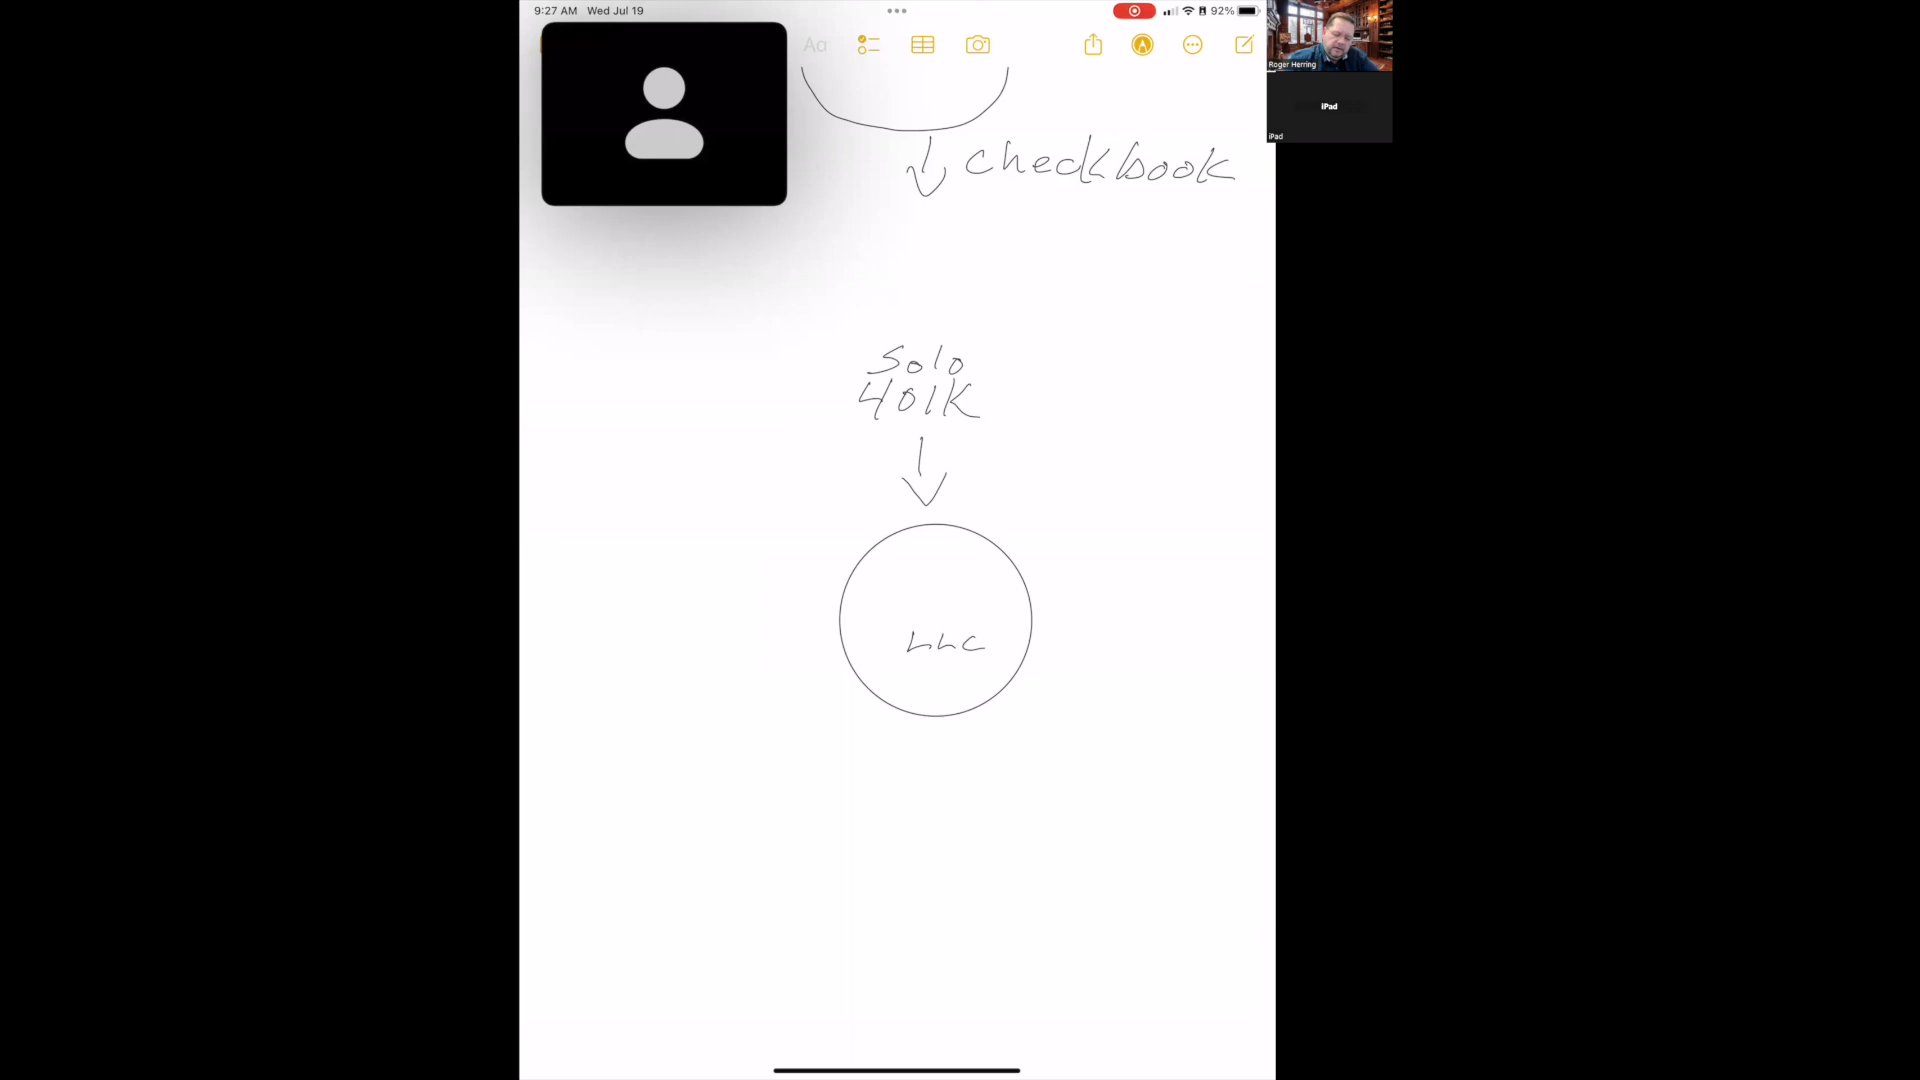 9:27 AM Wed Jul 19
92%
Aa
Roger Herring
iPad
iPad
checkbook
Solo
401K
LLC